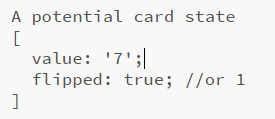 A potential card state
[
  value: '7';
  flipped: true; //or 1
]